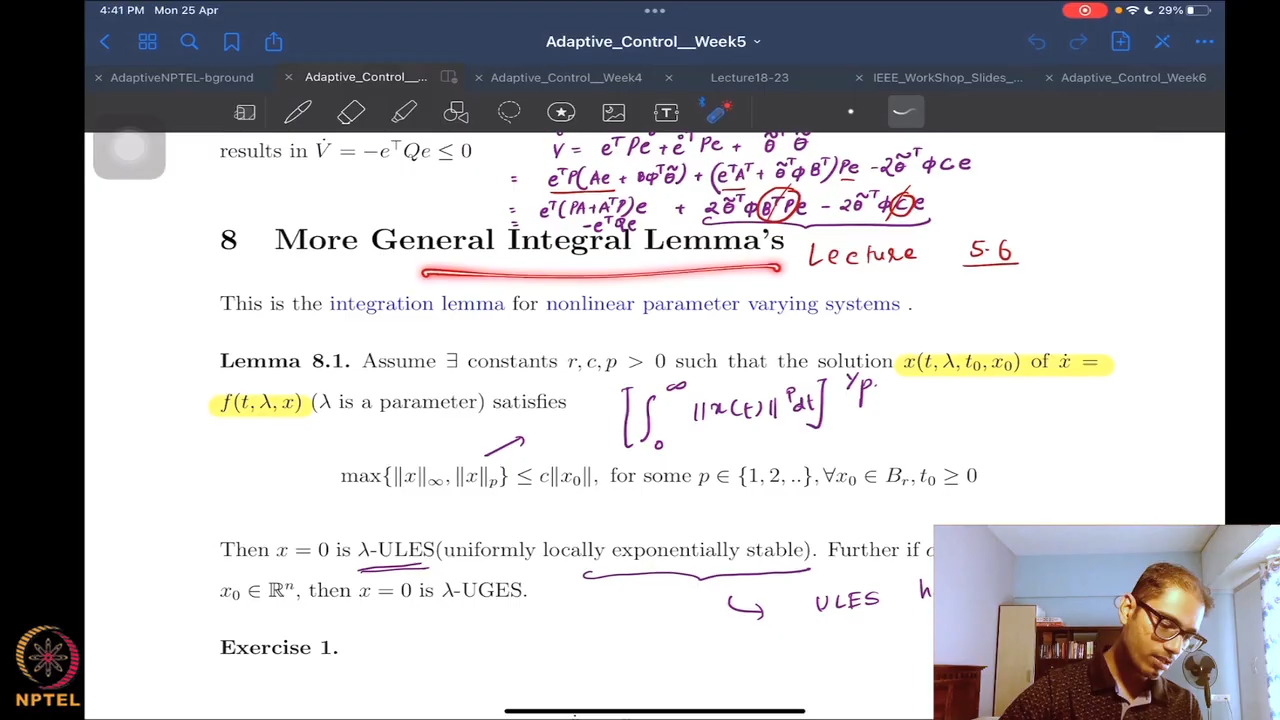 4:41 PM Mon 25 Apr
29%
Adaptive_Control__Week5
AdaptiveNPTEL-bground
Adaptive_Control__...
Adaptive_Control__Week4
Lecture18-23
IEEE_WorkShop_Slides_...
Adaptive_Control_Week6
results in V̇ = −e⊤Qe ≤ 0
V̇ = eᵀPė + ėᵀPe + θ̃ᵀ θ̃̇
= eᵀP(Ae + Bφᵀθ̃) + (eᵀAᵀ + θ̃ᵀφBᵀ)Pe − 2θ̃ᵀφCe
= eᵀ(PA+AᵀP)e + 2θ̃ᵀφBᵀPe − 2θ̃ᵀφCe
= −eᵀQe
8 More General Integral Lemma's
Lecture 5.6
This is the integration lemma for nonlinear parameter varying systems .
Lemma 8.1. Assume ∃ constants r, c, p > 0 such that the solution x(t, λ, t₀, x₀) of ẋ =
f(t, λ, x) (λ is a parameter) satisfies
[∫₀^∞ ||x(t)||^p dt]^{1/p}
max{‖x‖∞, ‖x‖ₚ} ≤ c‖x₀‖, for some p ∈ {1, 2, ..}, ∀x₀ ∈ Bᵣ, t₀ ≥ 0
Then x = 0 is λ-ULES(uniformly locally exponentially stable). Further if
x₀ ∈ ℝⁿ, then x = 0 is λ-UGES.
ULES
Exercise 1.
NPTEL